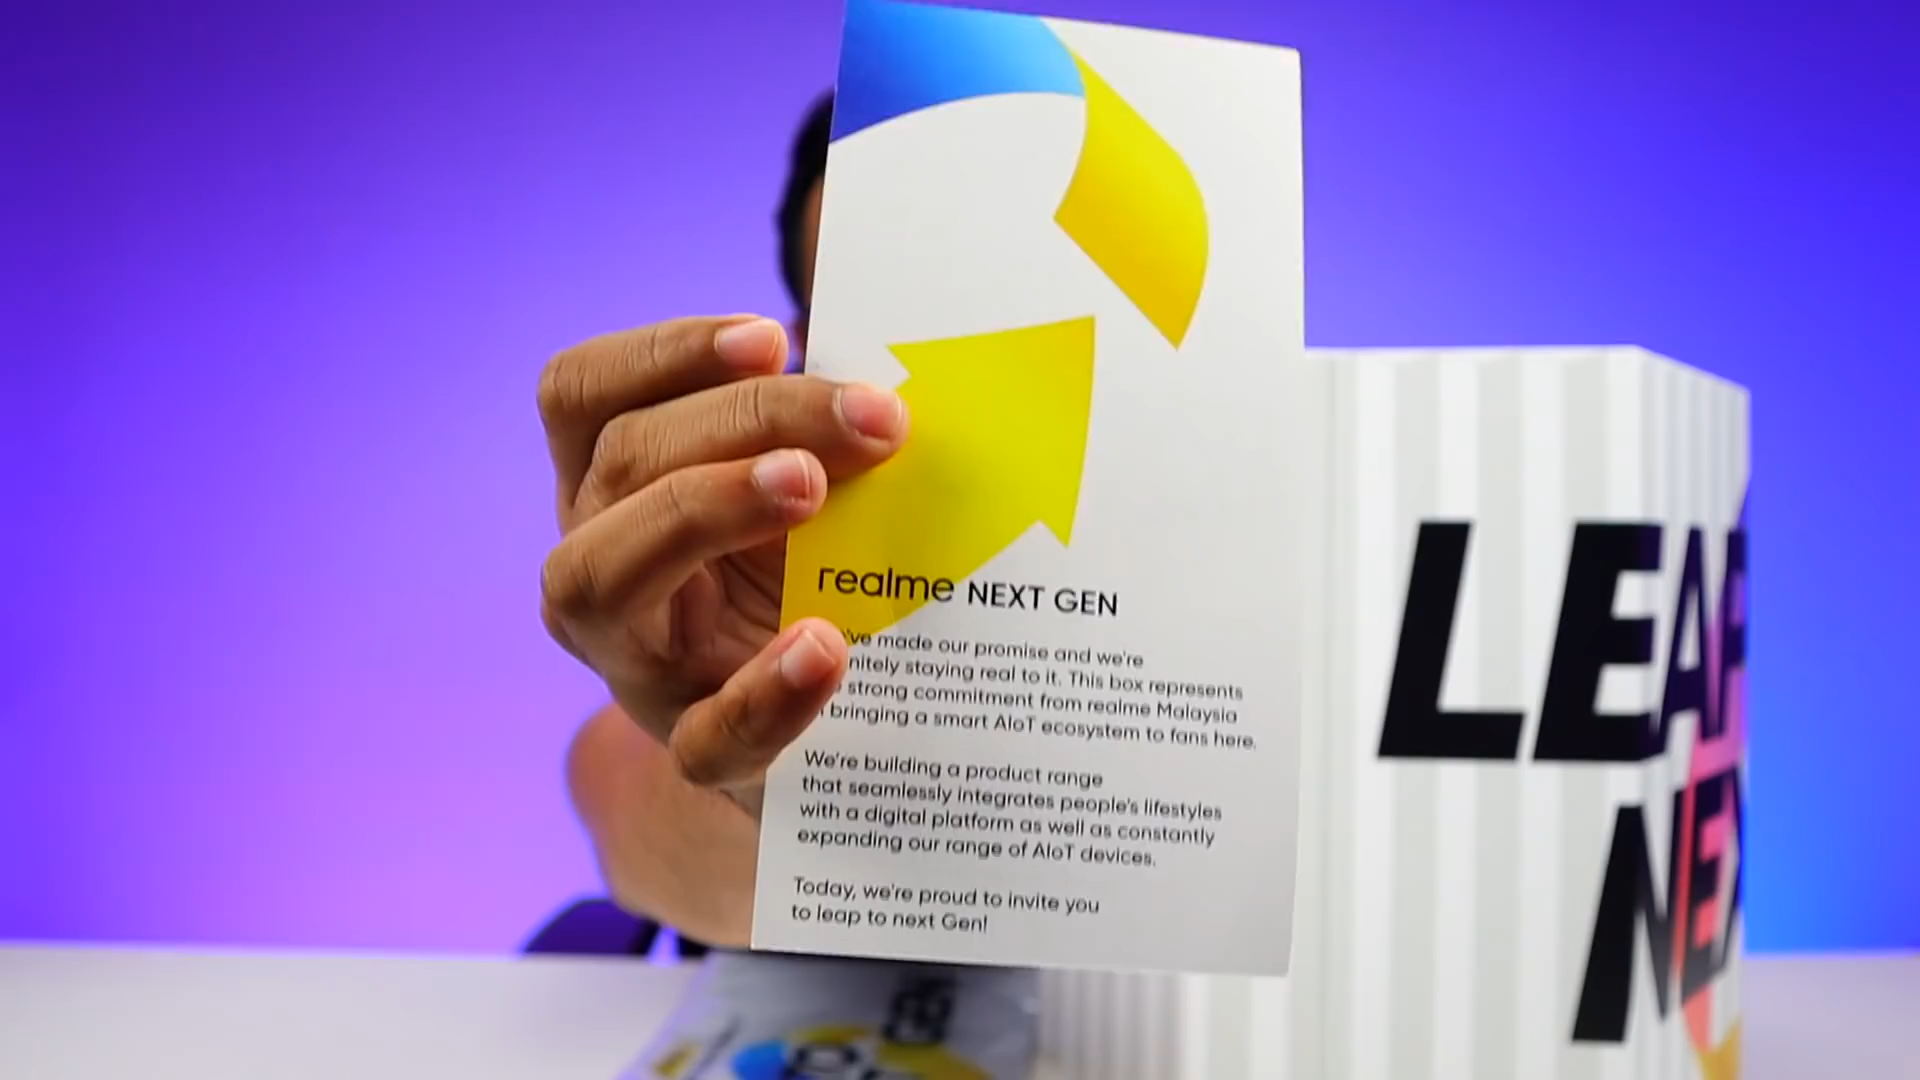 realme NEXT GEN
've made our promise and we're
nitely staying real to it. This box represents
strong commitment from realme Malaysia
bringing a smart AIoT ecosystem to fans here.
We're building a product range
that seamlessly integrates people's lifestyles
with a digital platform as well as constantly
expanding our range of AIoT devices.
Today, we're proud to invite you
to leap to next Gen!
LEAP
NEX